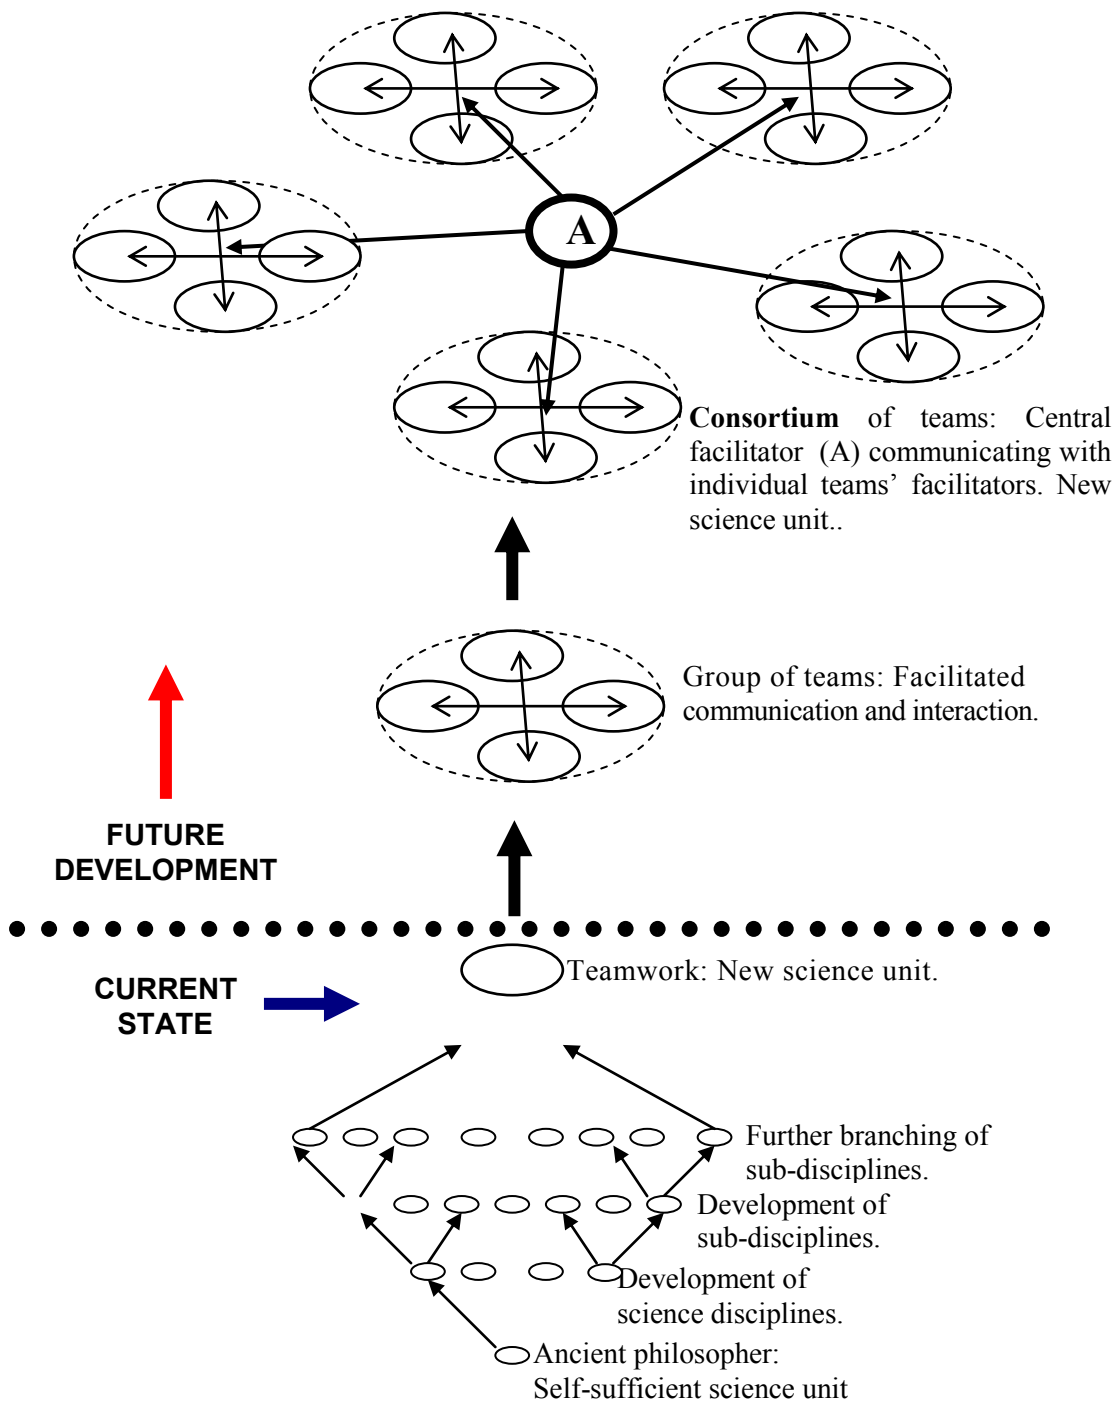 A
Consortium of teams: Central
facilitator (A) communicating with
individual teams’ facilitators. New
science unit..
Group of teams: Facilitated
communication and interaction.
FUTURE
DEVELOPMENT
Teamwork: New science unit.
CURRENT
STATE
Further branching of
sub-disciplines.
Development of
sub-disciplines.
Development of
science disciplines.
Ancient philosopher:
Self-sufficient science unit